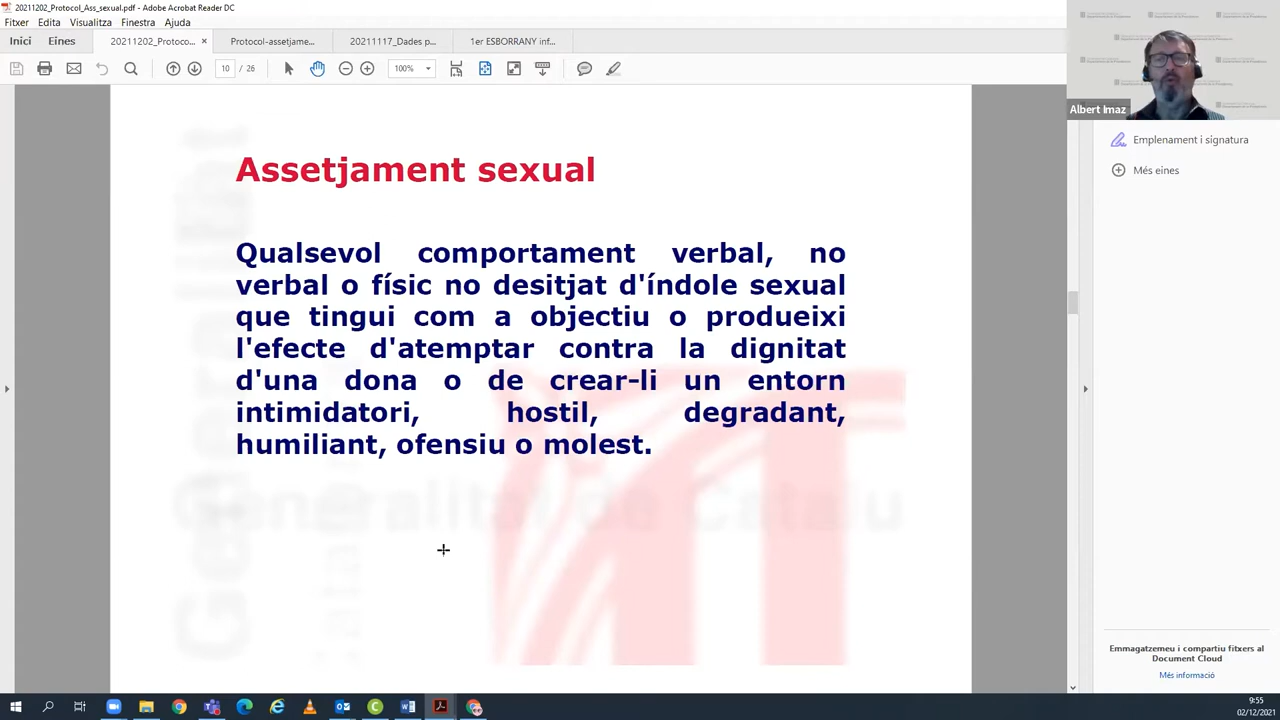 20211202_Protocol_Ass_sexual.pdf - Adobe Acrobat Reader DC
Fitxer Edita Visualitza Finestra Ajuda
Inici Eines 20211202_Protoco... × Protocol-assetjame... 20211117_Dades p... 1er ESBORRANY inf...
10 / 26 100%
Albert Imaz
Emplenament i signatura
Més eines
Assetjament sexual
Qualsevol comportament verbal, no
verbal o físic no desitjat d'índole sexual
que tingui com a objectiu o produeixi
l'efecte d'atemptar contra la dignitat
d'una dona o de crear-li un entorn
intimidatori, hostil, degradant,
humiliant, ofensiu o molest.
Generalitat de Catalu
Emmagatzemeu i compartiu fitxers al
Document Cloud
Més informació
9:55
02/12/2021